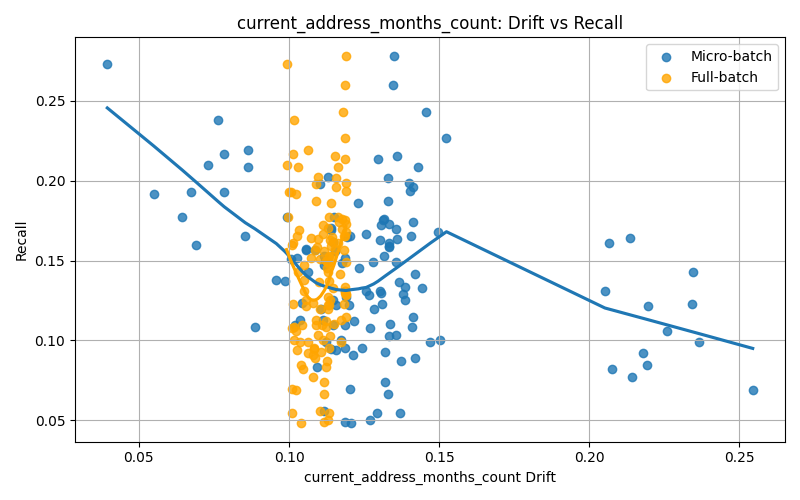 current_address_months_count: Drift vs Recall
Micro-batch
Full-batch
Recall
0.25
0.20
0.15
0.10
0.05
0.05
0.10
0.15
0.20
0.25
current_address_months_count Drift